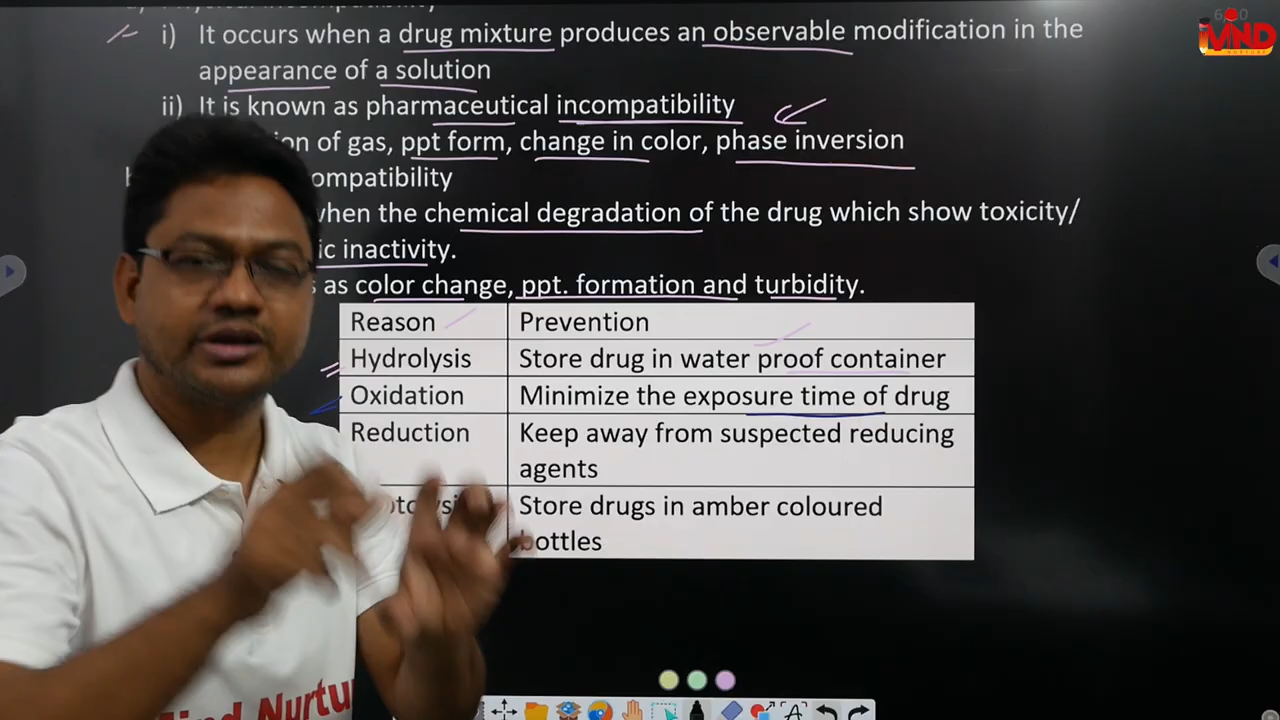 i) It occurs when a drug mixture produces an observable modification in the
appearance of a solution
ii) It is known as pharmaceutical incompatibility
of gas, ppt form, change in color, phase inversion
when the chemical degradation of the drug which show toxicity/
inactivity.
as color change, ppt. formation and turbidity.
Reason Prevention
Hydrolysis Store drug in water proof container
Oxidation Minimize the exposure time of drug
Reduction Keep away from suspected reducing
agents
Store drugs in amber coloured
bottles
MIND
NURTURE